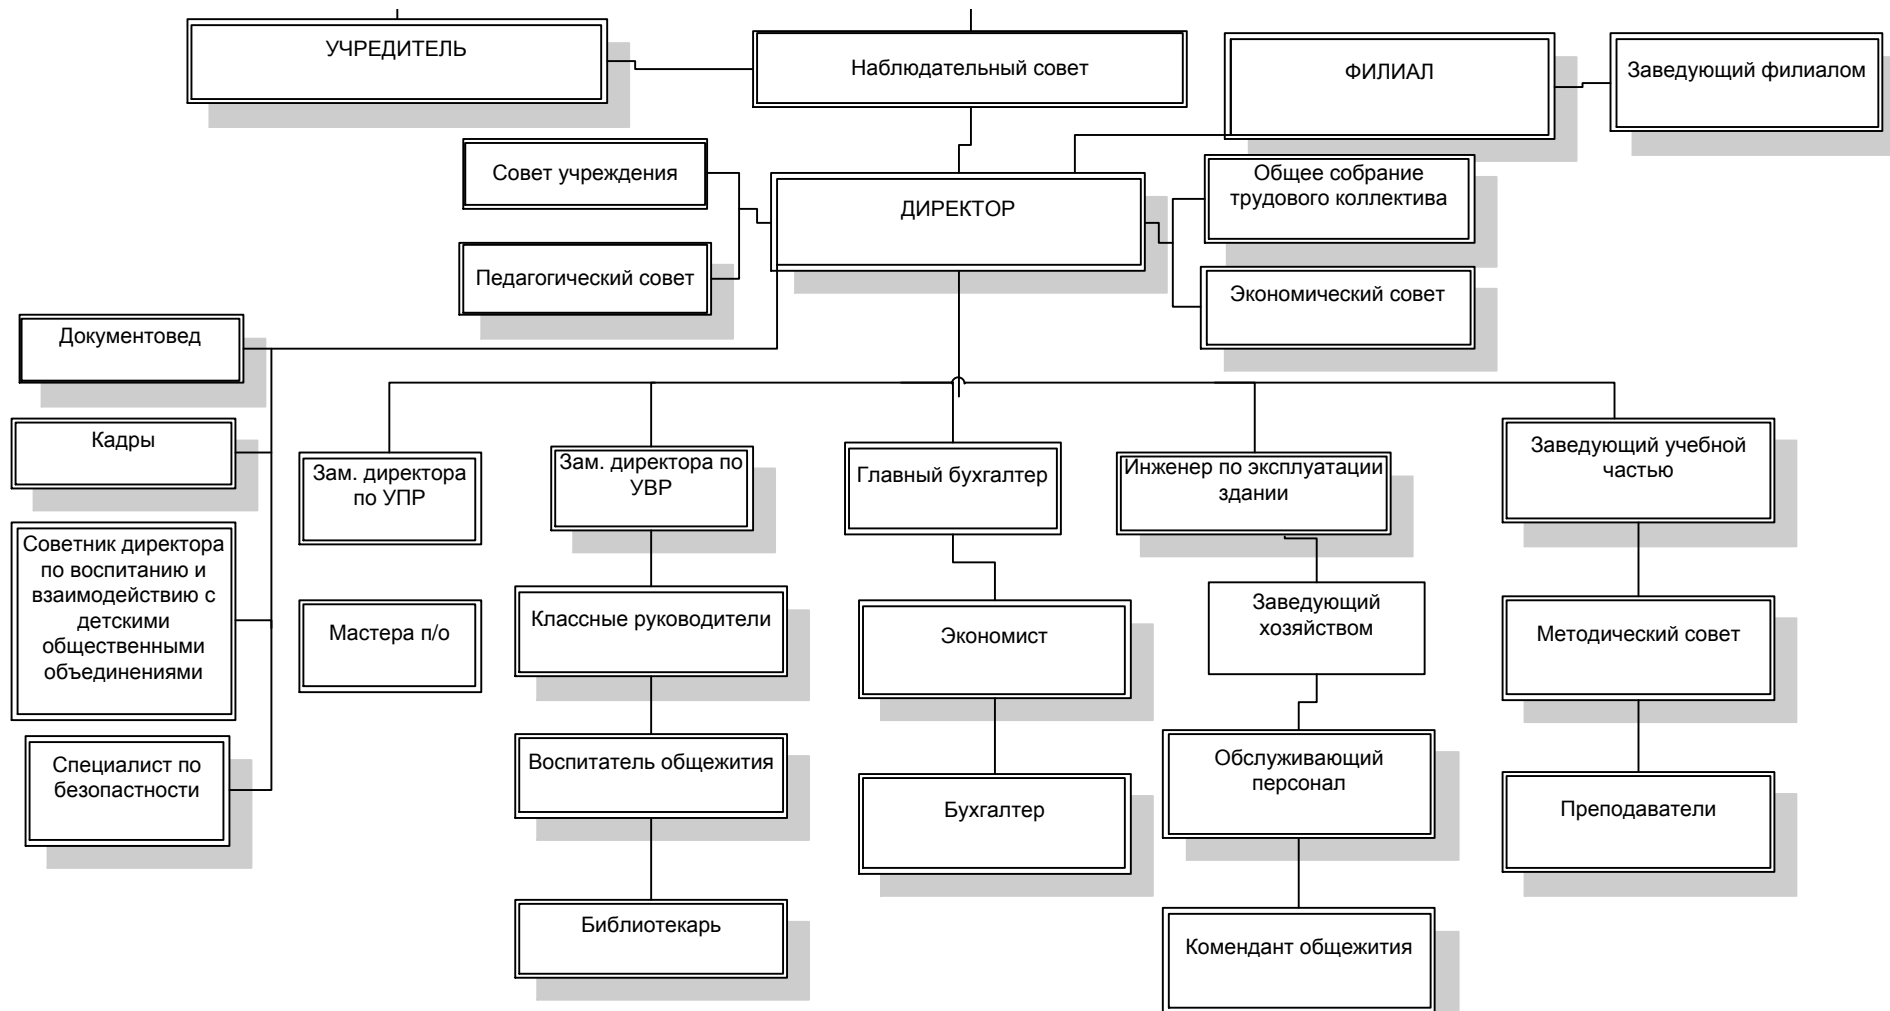 УЧРЕДИТЕЛЬ
Наблюдательный совет
ФИЛИАЛ
Заведующий филиалом
Совет учреждения
ДИРЕКТОР
Общее собрание
трудового коллектива
Педагогический совет
Экономический совет
Документовед
Кадры
Советник директора
по воспитанию и
взаимодействию с
детскими
общественными
объединениями
Специалист по
безопастности
Зам. директора
по УПР
Мастера п/о
Зам. директора по
УВР
Классные руководители
Воспитатель общежития
Библиотекарь
Главный бухгалтер
Экономист
Бухгалтер
Инженер по эксплуатации
здании
Заведующий
хозяйством
Обслуживающий
персонал
Комендант общежития
Заведующий учебной
частью
Методический совет
Преподаватели